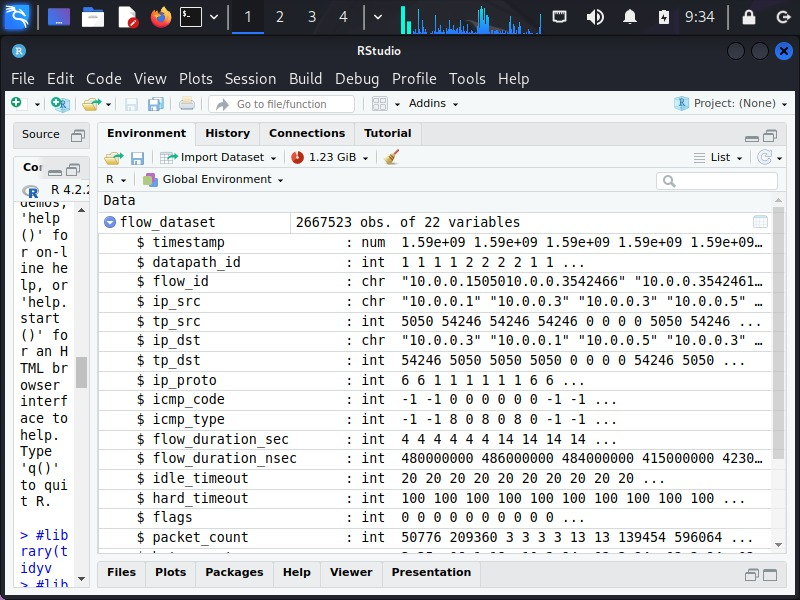 1 2 3 4 9:34
RStudio
File Edit Code View Plots Session Build Debug Profile Tools Help
Go to file/function Addins Project: (None)
Source
R 4.2.
demos,
'help
()' fo
r on-l
ine he
lp, or
'help.
start
()' fo
r an H
TML br
owser
interf
ace to
help.
Type
'q()'
to qui
t R.
> #lib
rary(t
idyv
> #lib
Environment History Connections Tutorial
Import Dataset 1.23 GiB List
R Global Environment
Data
flow_dataset 2667523 obs. of 22 variables
$ timestamp : num 1.59e+09 1.59e+09 1.59e+09 1.59e+09 1.59e+09…
$ datapath_id : int 1 1 1 1 2 2 2 2 1 1 ...
$ flow_id : chr "10.0.0.1505010.0.0.3542466" "10.0.0.3542461…
$ ip_src : chr "10.0.0.1" "10.0.0.3" "10.0.0.3" "10.0.0.5" …
$ tp_src : int 5050 54246 54246 54246 0 0 0 0 5050 54246 ...
$ ip_dst : chr "10.0.0.3" "10.0.0.1" "10.0.0.5" "10.0.0.3" …
$ tp_dst : int 54246 5050 5050 5050 0 0 0 0 54246 5050 ...
$ ip_proto : int 6 6 1 1 1 1 1 1 6 6 ...
$ icmp_code : int -1 -1 0 0 0 0 0 0 -1 -1 ...
$ icmp_type : int -1 -1 8 0 8 0 8 0 -1 -1 ...
$ flow_duration_sec : int 4 4 4 4 4 4 14 14 14 14 ...
$ flow_duration_nsec : int 480000000 486000000 484000000 415000000 4230…
$ idle_timeout : int 20 20 20 20 20 20 20 20 20 20 ...
$ hard_timeout : int 100 100 100 100 100 100 100 100 100 100 ...
$ flags : int 0 0 0 0 0 0 0 0 0 0 ...
$ packet_count : int 50776 209360 3 3 3 3 13 13 139454 596064 ...
Files Plots Packages Help Viewer Presentation